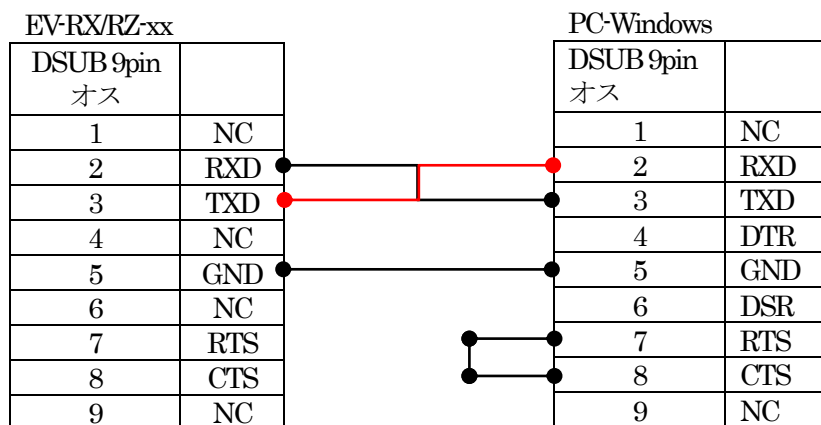 EV-RX/RZ-xx PC-Windows
DSUB 9pin DSUB 9pin
オス オス
1 NC 1 NC
2 RXD 2 RXD
3 TXD 3 TXD
4 NC 4 DTR
5 GND 5 GND
6 NC 6 DSR
7 RTS 7 RTS
8 CTS 8 CTS
9 NC 9 NC